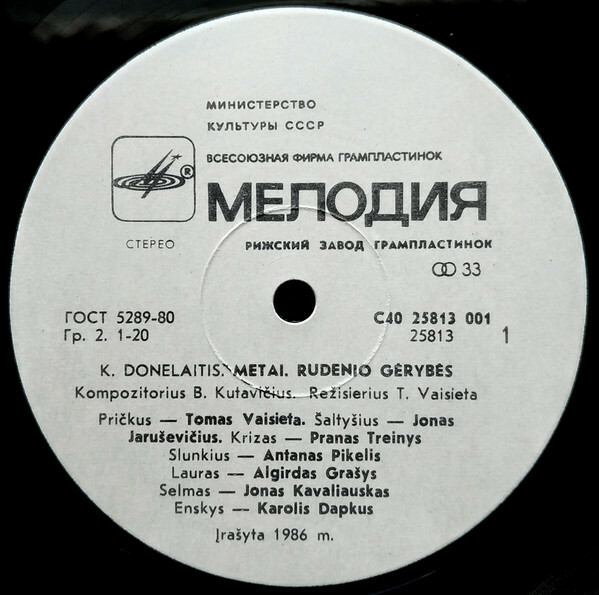 МИНИСТЕРСТВО
КУЛЬТУРЫ СССР
ВСЕСОЮЗНАЯ ФИРМА ГРАМПЛАСТИНОК
®
МЕЛОДИЯ
СТЕРЕО
РИЖСКИЙ ЗАВОД ГРАМПЛАСТИНОК
33
ГОСТ 5289-80
С40 25813 001
Гр. 2. 1-20
25813
1
K. DONELAITIS. METAI. RUDENIO GĖRYBĖS
Kompozitorius B. Kutavičius. Režisierius T. Vaisieta
Pričkus — Tomas Vaisieta. Šaltyšius — Jonas
Jaruševičius. Krizas — Pranas Treinys
Slunkius — Antanas Pikelis
Lauras — Algirdas Grašys
Selmas — Jonas Kavaliauskas
Enskys — Karolis Dapkus
Įrašyta 1986 m.